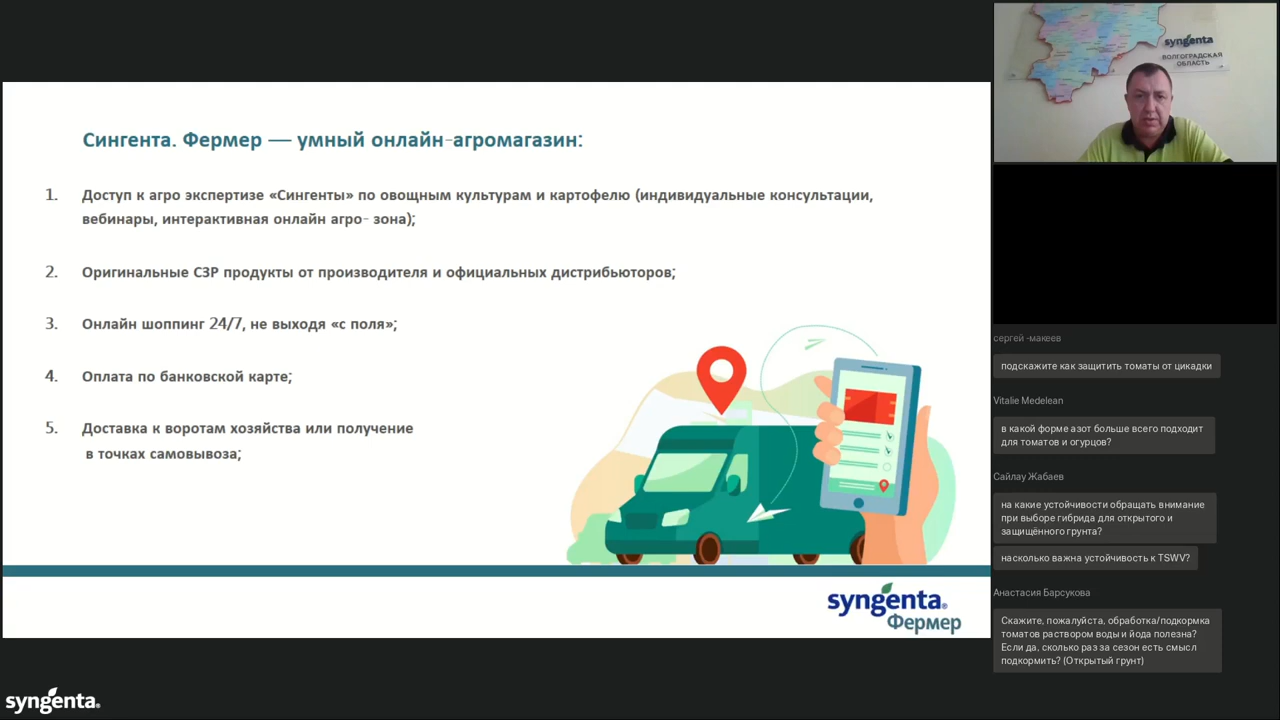 Сингента. Фермер — умный онлайн-агромагазин:
1. Доступ к агро экспертизе «Сингенты» по овощным культурам и картофелю (индивидуальные консультации,
вебинары, интерактивная онлайн агро- зона);
2. Оригинальные СЗР продукты от производителя и официальных дистрибьюторов;
3. Онлайн шоппинг 24/7, не выходя «с поля»;
4. Оплата по банковской карте;
5. Доставка к воротам хозяйства или получение
в точках самовывоза;
syngenta®
Фермер
syngenta®
syngenta
ВОЛГОГРАДСКАЯ
ОБЛАСТЬ
сергей -макеев
подскажите как защитить томаты от цикадки
Vitalie Medelean
в какой форме азот больше всего подходит
для томатов и огурцов?
Сайлау Жабаев
на какие устойчивости обращать внимание
при выборе гибрида для открытого и
защищённого грунта?
насколько важна устойчивость к TSWV?
Анастасия Барсукова
Скажите, пожалуйста, обработка/подкормка
томатов раствором воды и йода полезна?
Если да, сколько раз за сезон есть смысл
подкормить? (Открытый грунт)